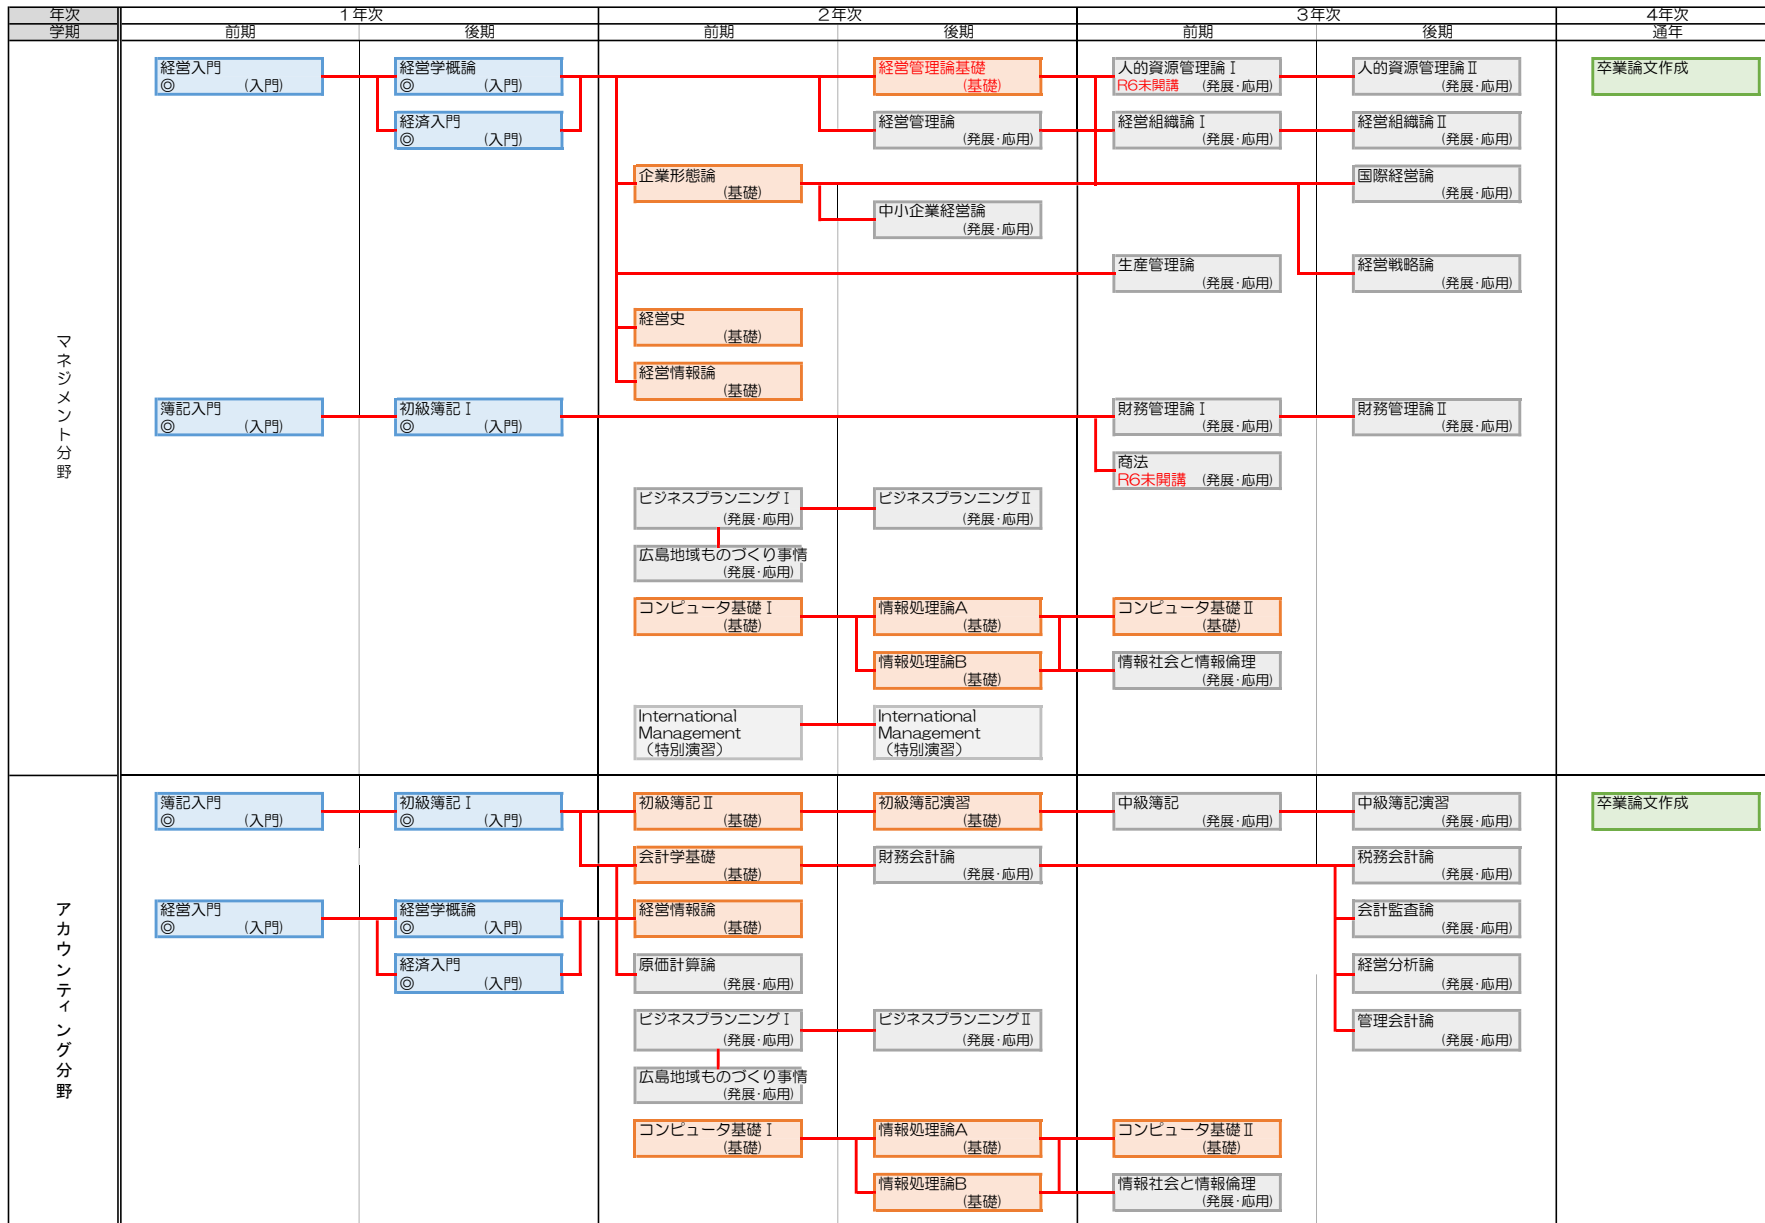 年次 1年次 2年次 3年次 4年次
学期 前期 後期 前期 後期 前期 後期 通年
マネジメント分野
経営入門 経営学概論 経営管理論基礎 人的資源管理論Ⅰ 人的資源管理論Ⅱ 卒業論文作成
◎ (入門) ◎ (入門) (基礎) R6未開講 (発展・応用) (発展・応用)
経済入門 経営管理論 経営組織論Ⅰ 経営組織論Ⅱ
◎ (入門) (発展・応用) (発展・応用) (発展・応用)
企業形態論 国際経営論
(基礎) (発展・応用)
中小企業経営論
(発展・応用)
生産管理論 経営戦略論
(発展・応用) (発展・応用)
経営史
(基礎)
経営情報論
(基礎)
簿記入門 初級簿記Ⅰ 財務管理論Ⅰ 財務管理論Ⅱ
◎ (入門) ◎ (入門) (発展・応用) (発展・応用)
商法
R6未開講 (発展・応用)
ビジネスプランニングⅠ ビジネスプランニングⅡ
(発展・応用) (発展・応用)
広島地域ものづくり事情
(発展・応用)
コンピュータ基礎Ⅰ 情報処理論A コンピュータ基礎Ⅱ
(基礎) (基礎) (基礎)
情報処理論B 情報社会と情報倫理
(基礎) (発展・応用)
International International
Management Management
(特別演習) (特別演習)
アカウンティング分野
簿記入門 初級簿記Ⅰ 初級簿記Ⅱ 初級簿記演習 中級簿記 中級簿記演習 卒業論文作成
◎ (入門) ◎ (入門) (基礎) (基礎) (発展・応用) (発展・応用)
会計学基礎 財務会計論 税務会計論
(基礎) (発展・応用) (発展・応用)
経営入門 経営学概論 経営情報論 会計監査論
◎ (入門) ◎ (入門) (基礎) (発展・応用)
経済入門 原価計算論 経営分析論
◎ (入門) (発展・応用) (発展・応用)
ビジネスプランニングⅠ ビジネスプランニングⅡ 管理会計論
(発展・応用) (発展・応用) (発展・応用)
広島地域ものづくり事情
(発展・応用)
コンピュータ基礎Ⅰ 情報処理論A コンピュータ基礎Ⅱ
(基礎) (基礎) (基礎)
情報処理論B 情報社会と情報倫理
(基礎) (発展・応用)